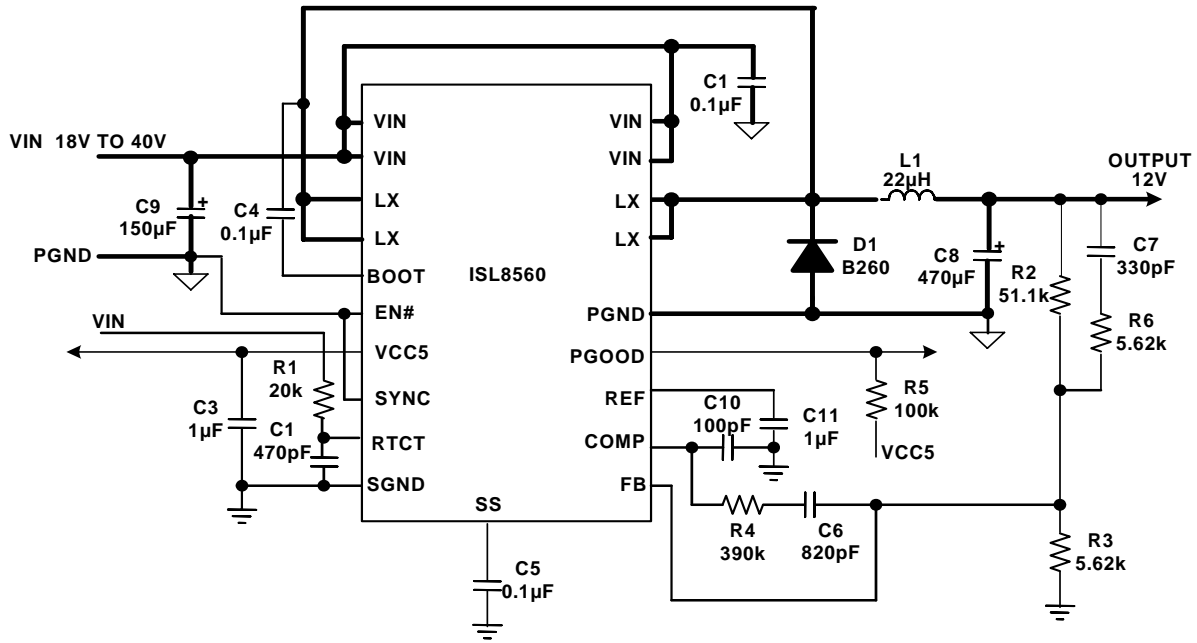 C1
0.1µF
VIN 18V TO 40V
C9
150µF
+
PGND
C4
0.1µF
VIN
VIN
LX
LX
BOOT
EN#
VCC5
SYNC
RTCT
SGND
ISL8560
SS
VIN
VIN
LX
LX
PGND
PGOOD
REF
COMP
FB
VIN
R1
20k
C3
1µF
C1
470pF
C5
0.1µF
L1
22µH
OUTPUT
12V
D1
B260
C8
470µF
+
R2
51.1k
C7
330pF
R6
5.62k
R5
100k
VCC5
C10
100pF
C11
1µF
R4
390k
C6
820pF
R3
5.62k